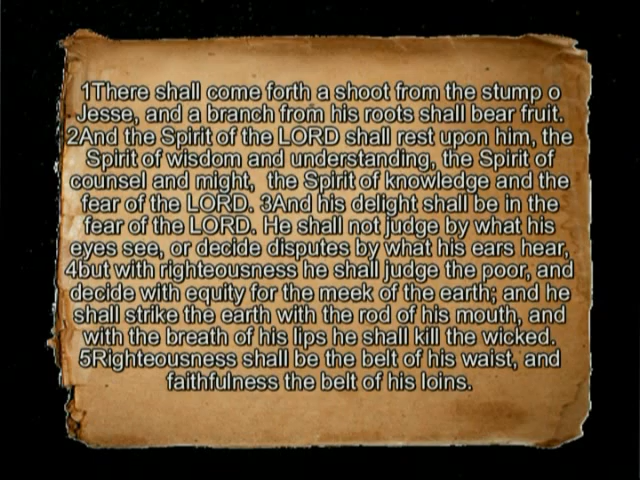 1There shall come forth a shoot from the stump o
Jesse, and a branch from his roots shall bear fruit.
2And the Spirit of the LORD shall rest upon him, the
Spirit of wisdom and understanding, the Spirit of
counsel and might, the Spirit of knowledge and the
fear of the LORD. 3And his delight shall be in the
fear of the LORD. He shall not judge by what his
eyes see, or decide disputes by what his ears hear,
4but with righteousness he shall judge the poor, and
decide with equity for the meek of the earth; and he
shall strike the earth with the rod of his mouth, and
with the breath of his lips he shall kill the wicked.
5Righteousness shall be the belt of his waist, and
faithfulness the belt of his loins.